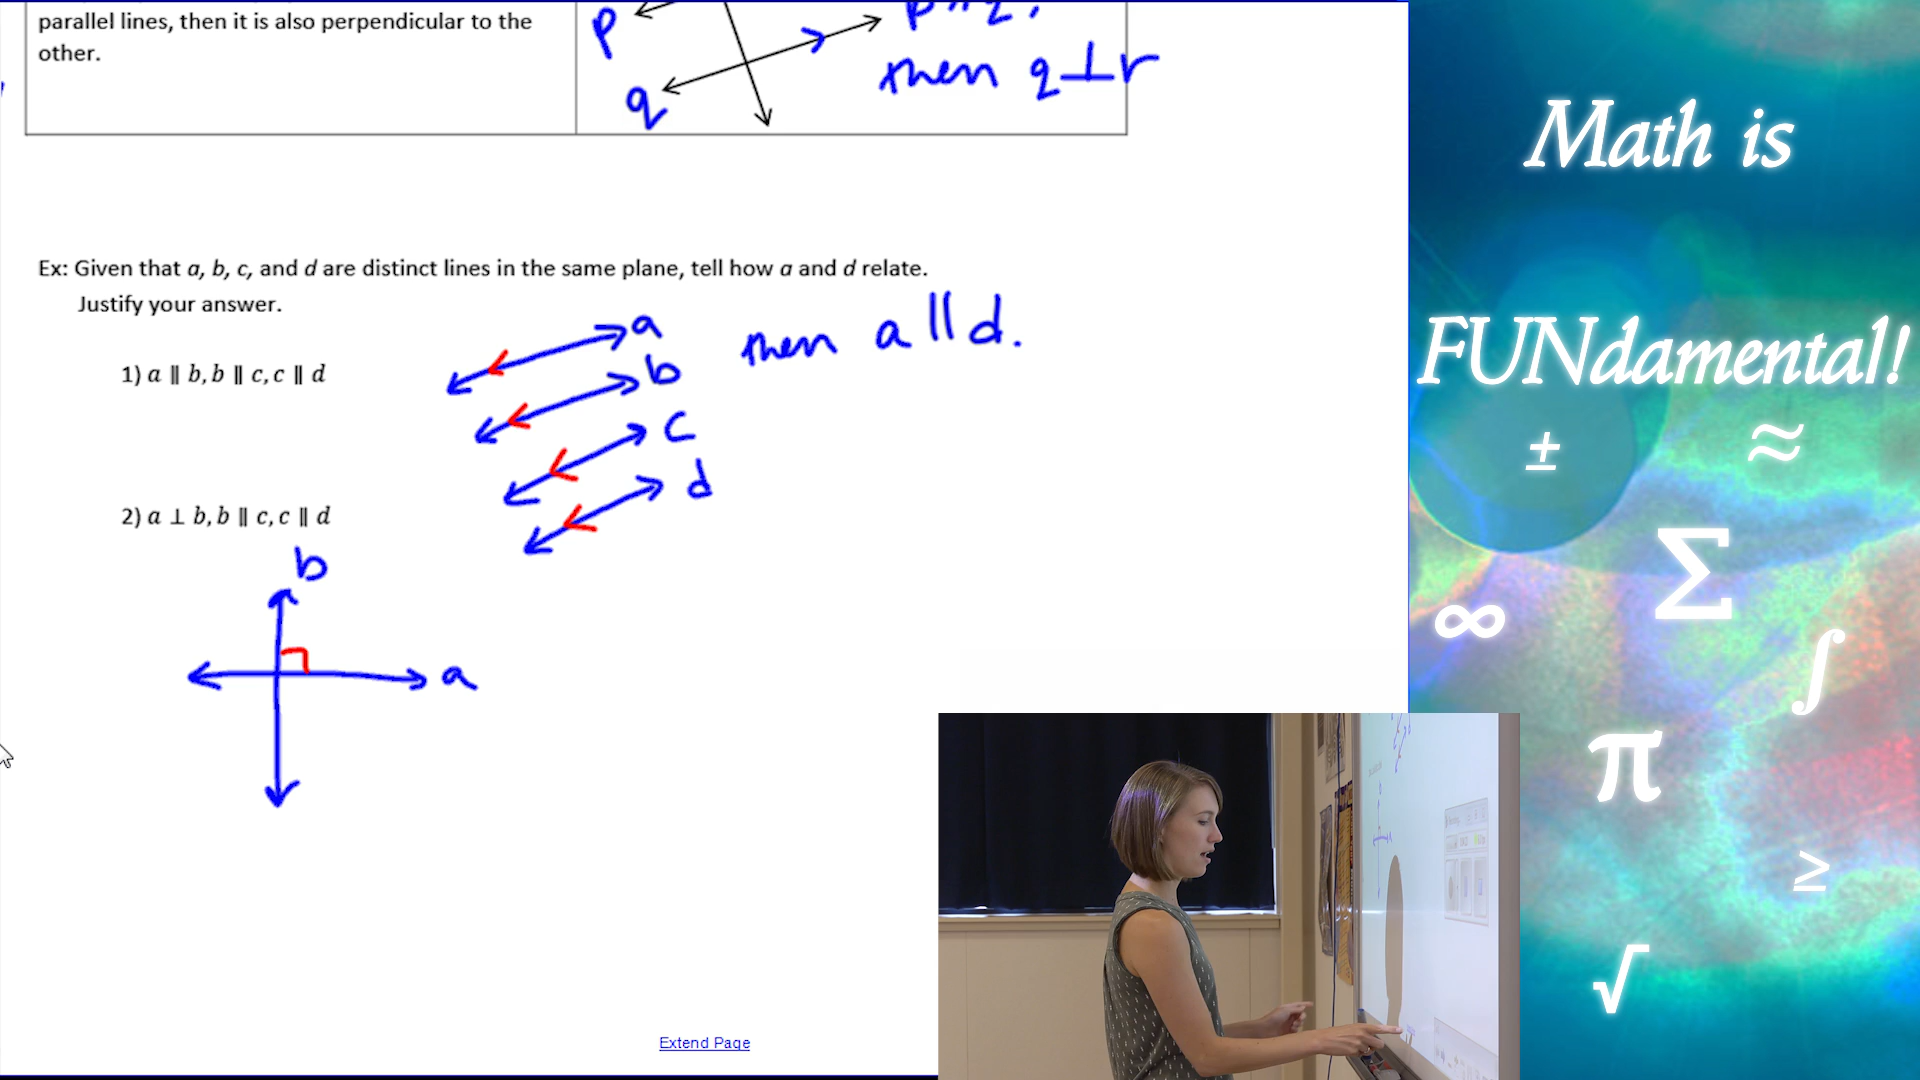 parallel lines, then it is also perpendicular to the
other.
p
q
then q ⊥ r
Ex: Given that a, b, c, and d are distinct lines in the same plane, tell how a and d relate.
Justify your answer.
1) a ∥ b, b ∥ c, c ∥ d
a
b
c
d
then a ∥ d.
2) a ⊥ b, b ∥ c, c ∥ d
b
a
Extend Page
Math is
FUNdamental!
± ≈
Σ
∞
∫
π
≥
√